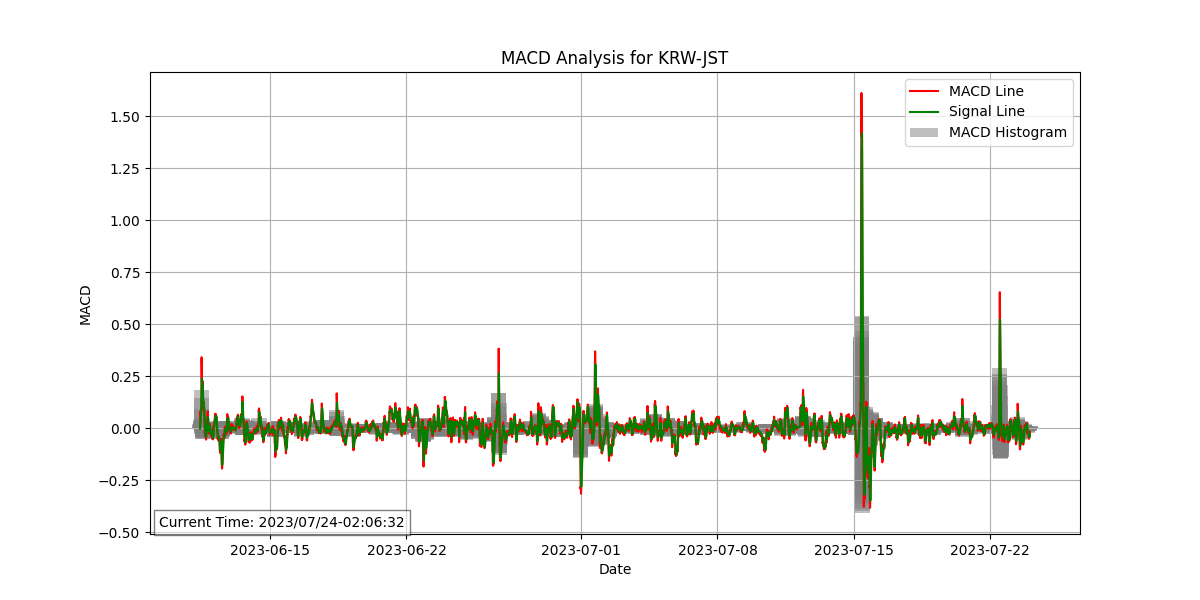 MACD Analysis for KRW-JST
MACD Line
Signal Line
MACD Histogram
1.50
1.25
1.00
0.75
0.50
0.25
0.00
−0.25
−0.50
MACD
Current Time: 2023/07/24-02:06:32
2023-06-15 2023-06-22 2023-07-01 2023-07-08 2023-07-15 2023-07-22
Date